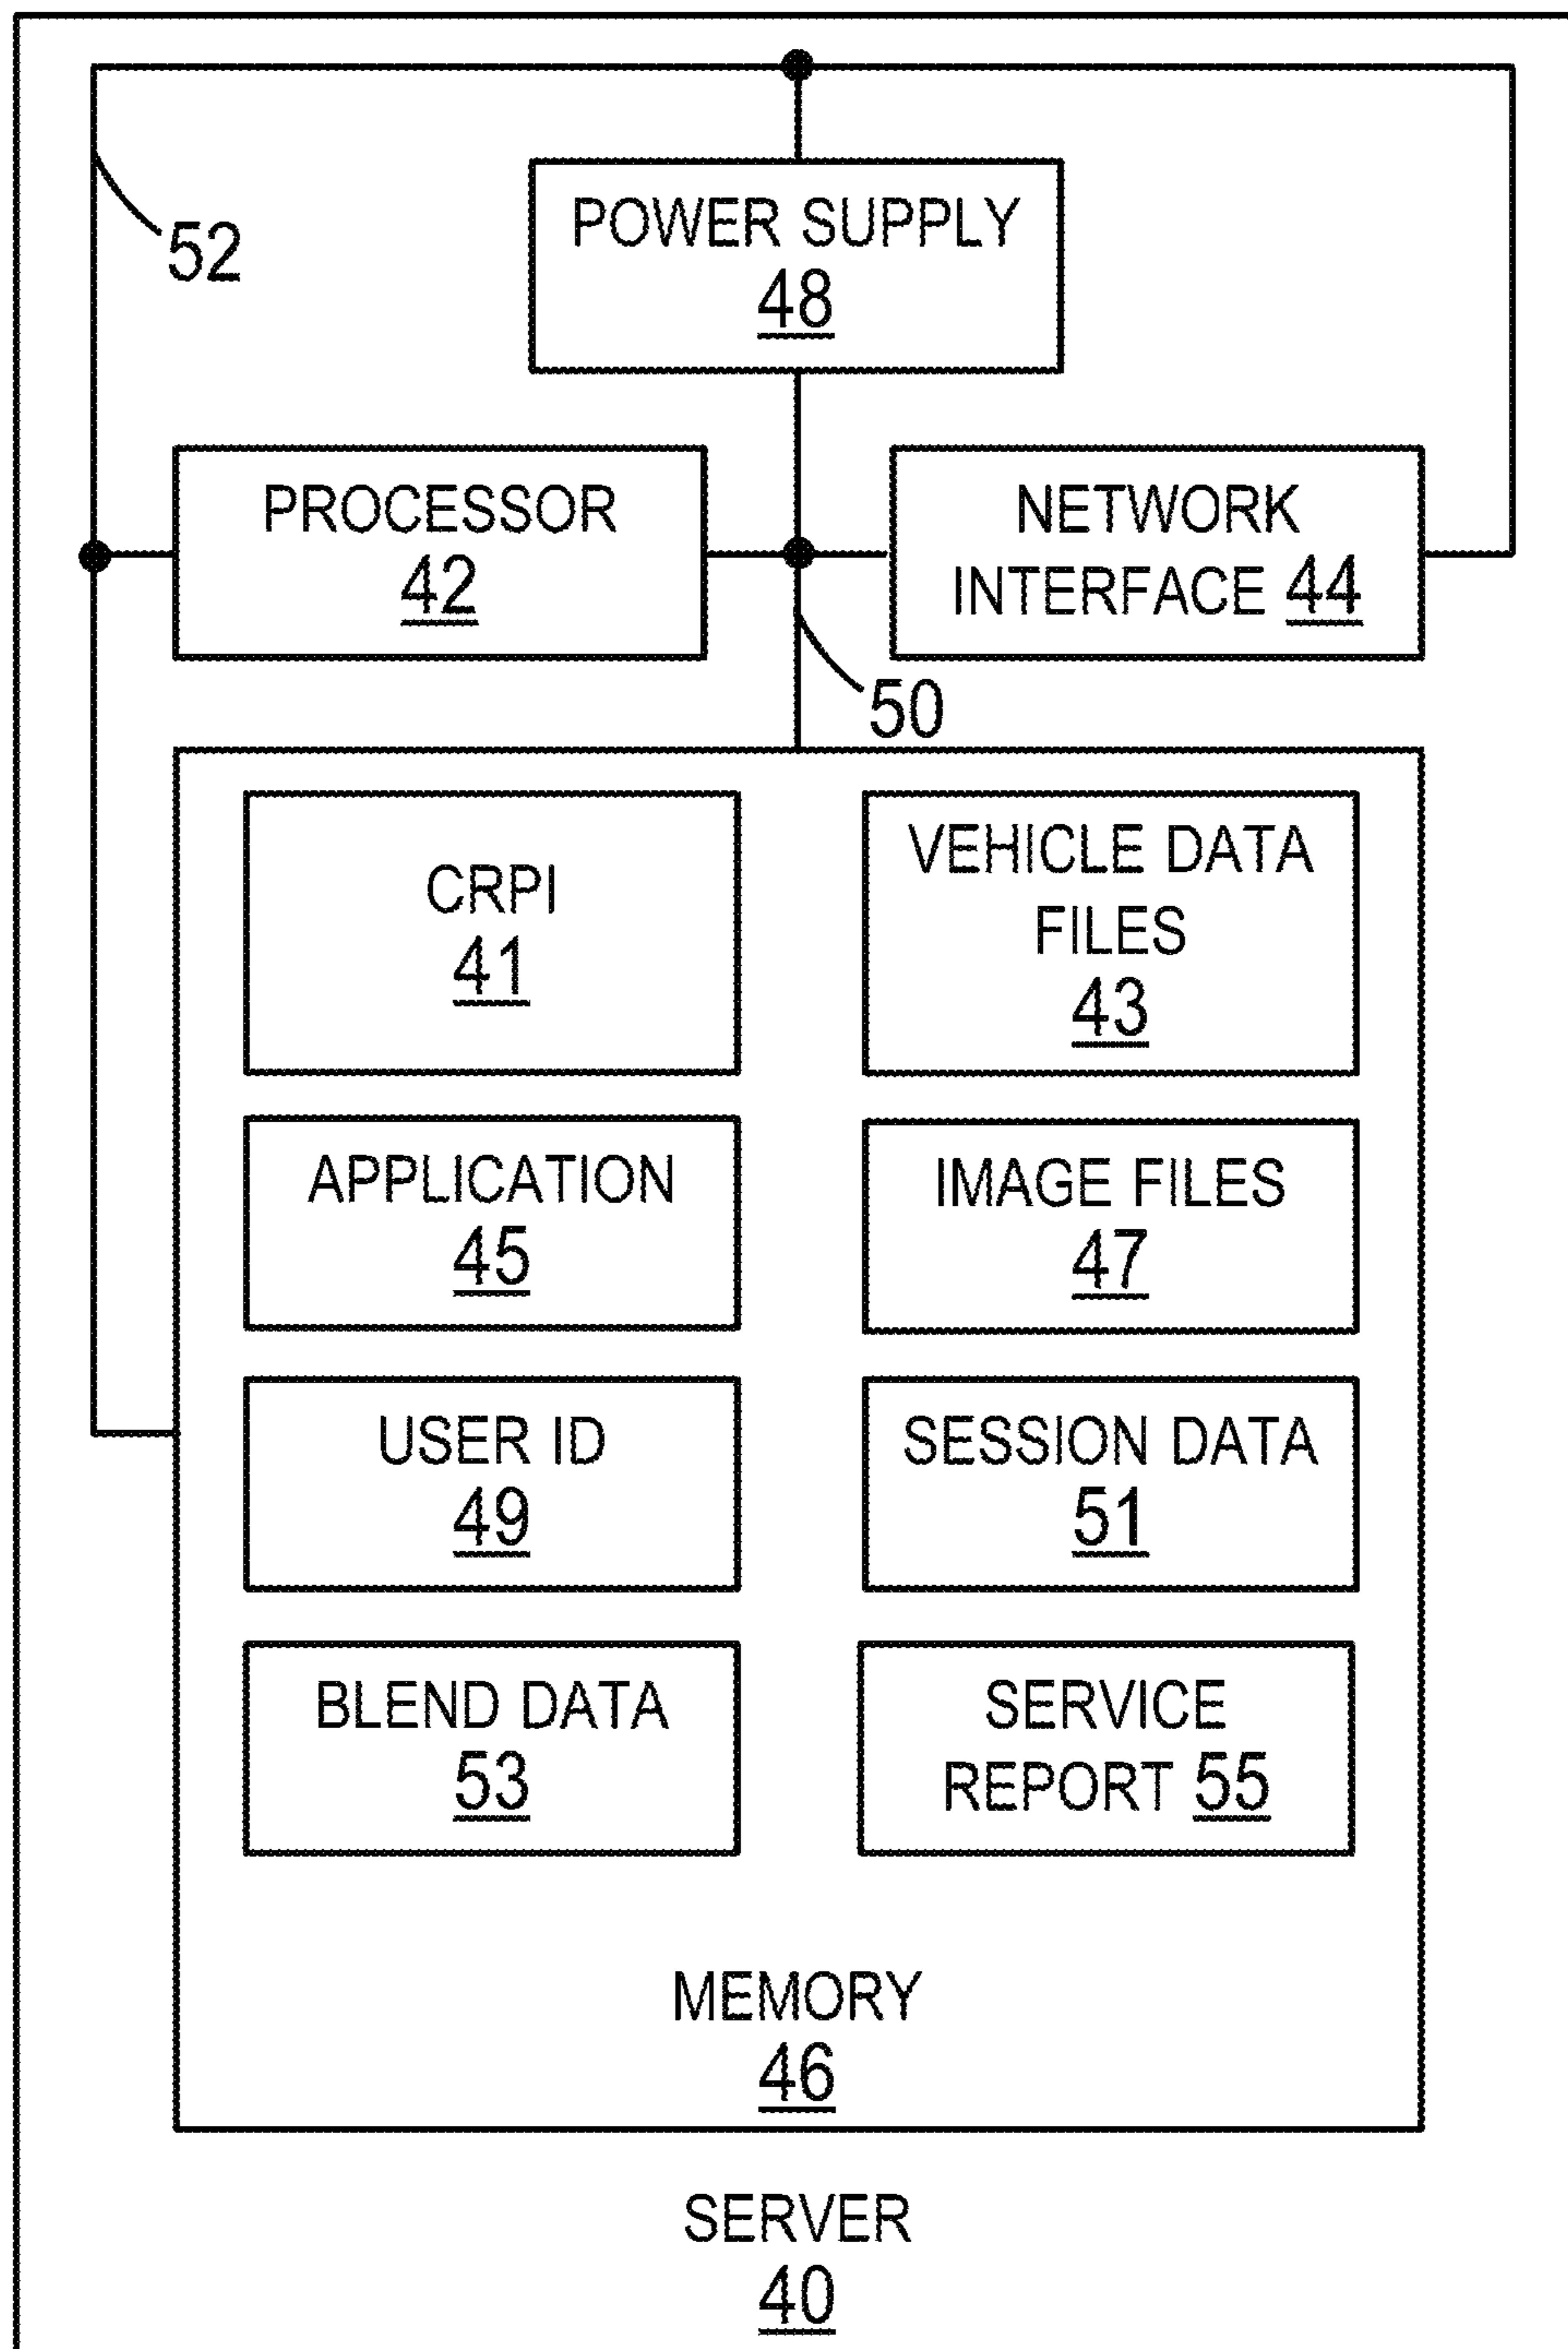 POWER SUPPLY
48
52
PROCESSOR
42
NETWORK
INTERFACE 44
50
CRPI
41
VEHICLE DATA
FILES
43
APPLICATION
45
IMAGE FILES
47
USER ID
49
SESSION DATA
51
BLEND DATA
53
SERVICE
REPORT 55
MEMORY
46
SERVER
40